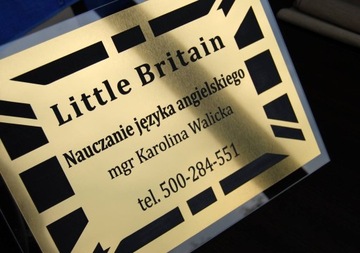 Little Britain
Nauczanie języka angielskiego
mgr Karolina Walicka
tel. 500-284-551